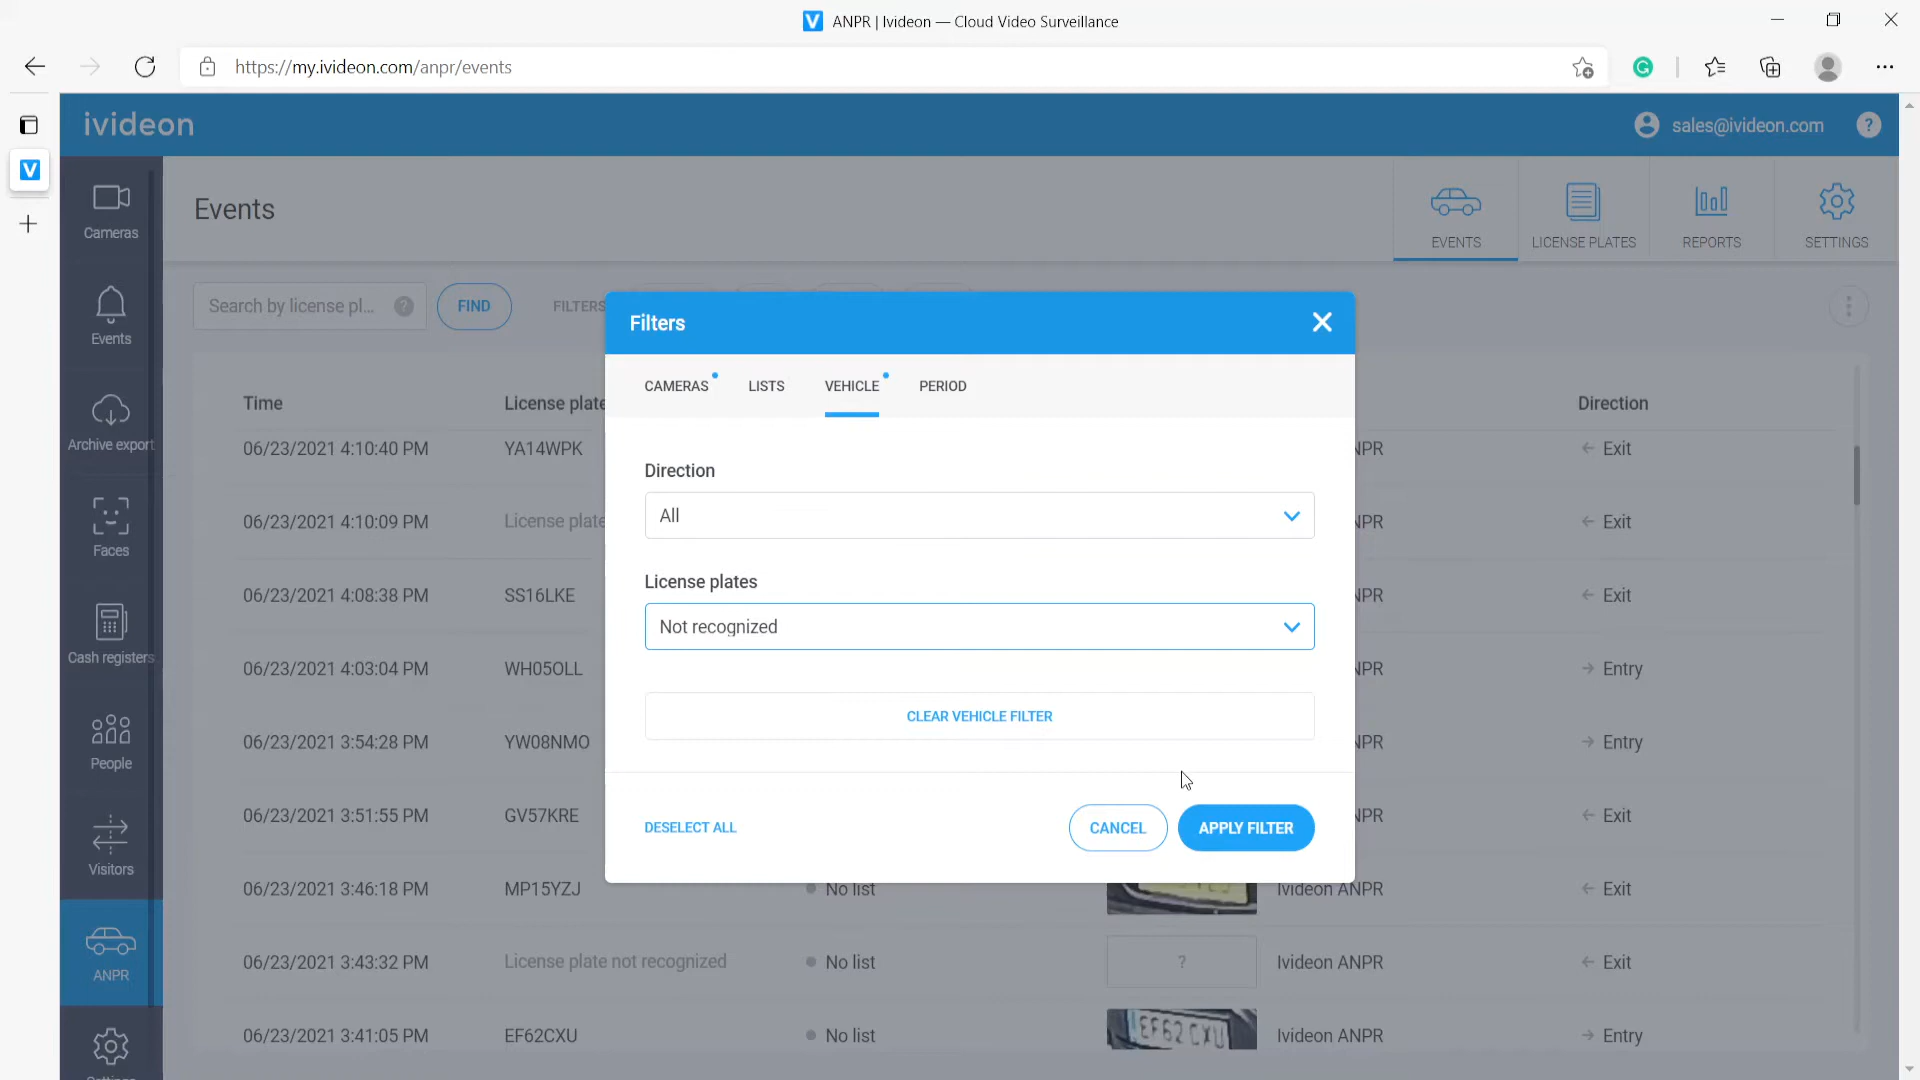 ANPR | Ivideon — Cloud Video Surveillance
https://my.ivideon.com/anpr/events
ivideon
sales@ivideon.com
?
Cameras
Events
Archive export
Faces
Cash registers
People
Visitors
ANPR
Events
EVENTS
LICENSE PLATES
REPORTS
SETTINGS
Search by license pl... ?
FIND
FILTERS
Filters
CAMERAS LISTS VEHICLE PERIOD
Direction
All
License plates
Not recognized
CLEAR VEHICLE FILTER
DESELECT ALL
CANCEL
APPLY FILTER
Time License plate Direction
06/23/2021 4:10:40 PM YA14WPK Exit
06/23/2021 4:10:09 PM License plate Exit
06/23/2021 4:08:38 PM SS16LKE Exit
06/23/2021 4:03:04 PM WH05OLL Entry
06/23/2021 3:54:28 PM YW08NMO Entry
06/23/2021 3:51:55 PM GV57KRE Exit
06/23/2021 3:46:18 PM MP15YZJ No list Ivideon ANPR Exit
06/23/2021 3:43:32 PM License plate not recognized No list ? Ivideon ANPR Exit
06/23/2021 3:41:05 PM EF62CXU No list EF62 CXU Ivideon ANPR Entry